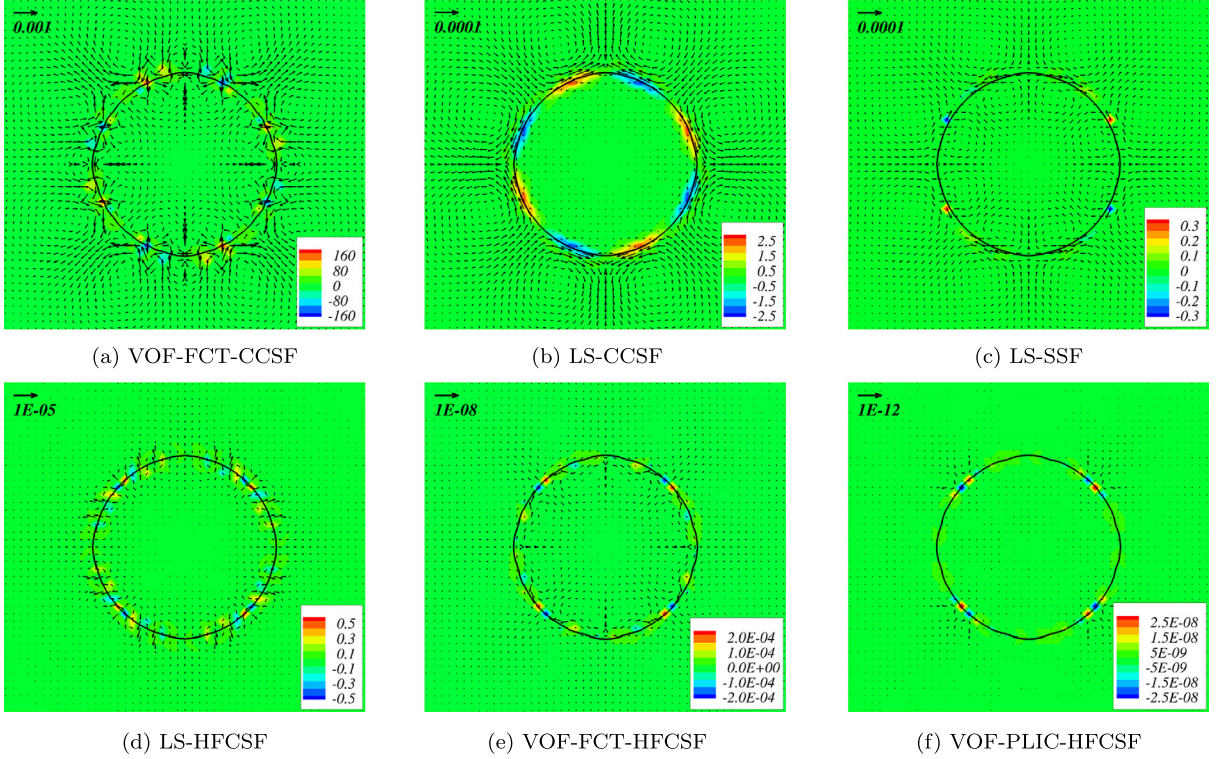 0.001
160
80
0
-80
-160
(a) VOF-FCT-CCSF
0.0001
2.5
1.5
0.5
-0.5
-1.5
-2.5
(b) LS-CCSF
0.0001
0.3
0.2
0.1
0
-0.1
-0.2
-0.3
(c) LS-SSF
1E-05
0.5
0.3
0.1
-0.1
-0.3
-0.5
(d) LS-HFCSF
1E-08
2.0E-04
1.0E-04
0.0E+00
-1.0E-04
-2.0E-04
(e) VOF-FCT-HFCSF
1E-12
2.5E-08
1.5E-08
5E-09
-5E-09
-1.5E-08
-2.5E-08
(f) VOF-PLIC-HFCSF